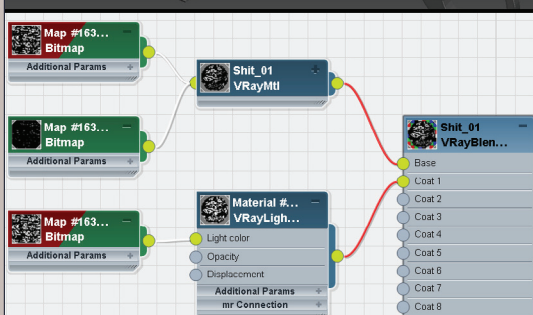 Map #163...
Bitmap
Additional Params
Map #163...
Bitmap
Additional Params
Map #163...
Bitmap
Additional Params
Shit_01
VRayMtl
Material #...
VRayLigh...
Light color
Opacity
Displacement
Additional Params
mr Connection
Shit_01
VRayBlen...
Base
Coat 1
Coat 2
Coat 3
Coat 4
Coat 5
Coat 6
Coat 7
Coat 8